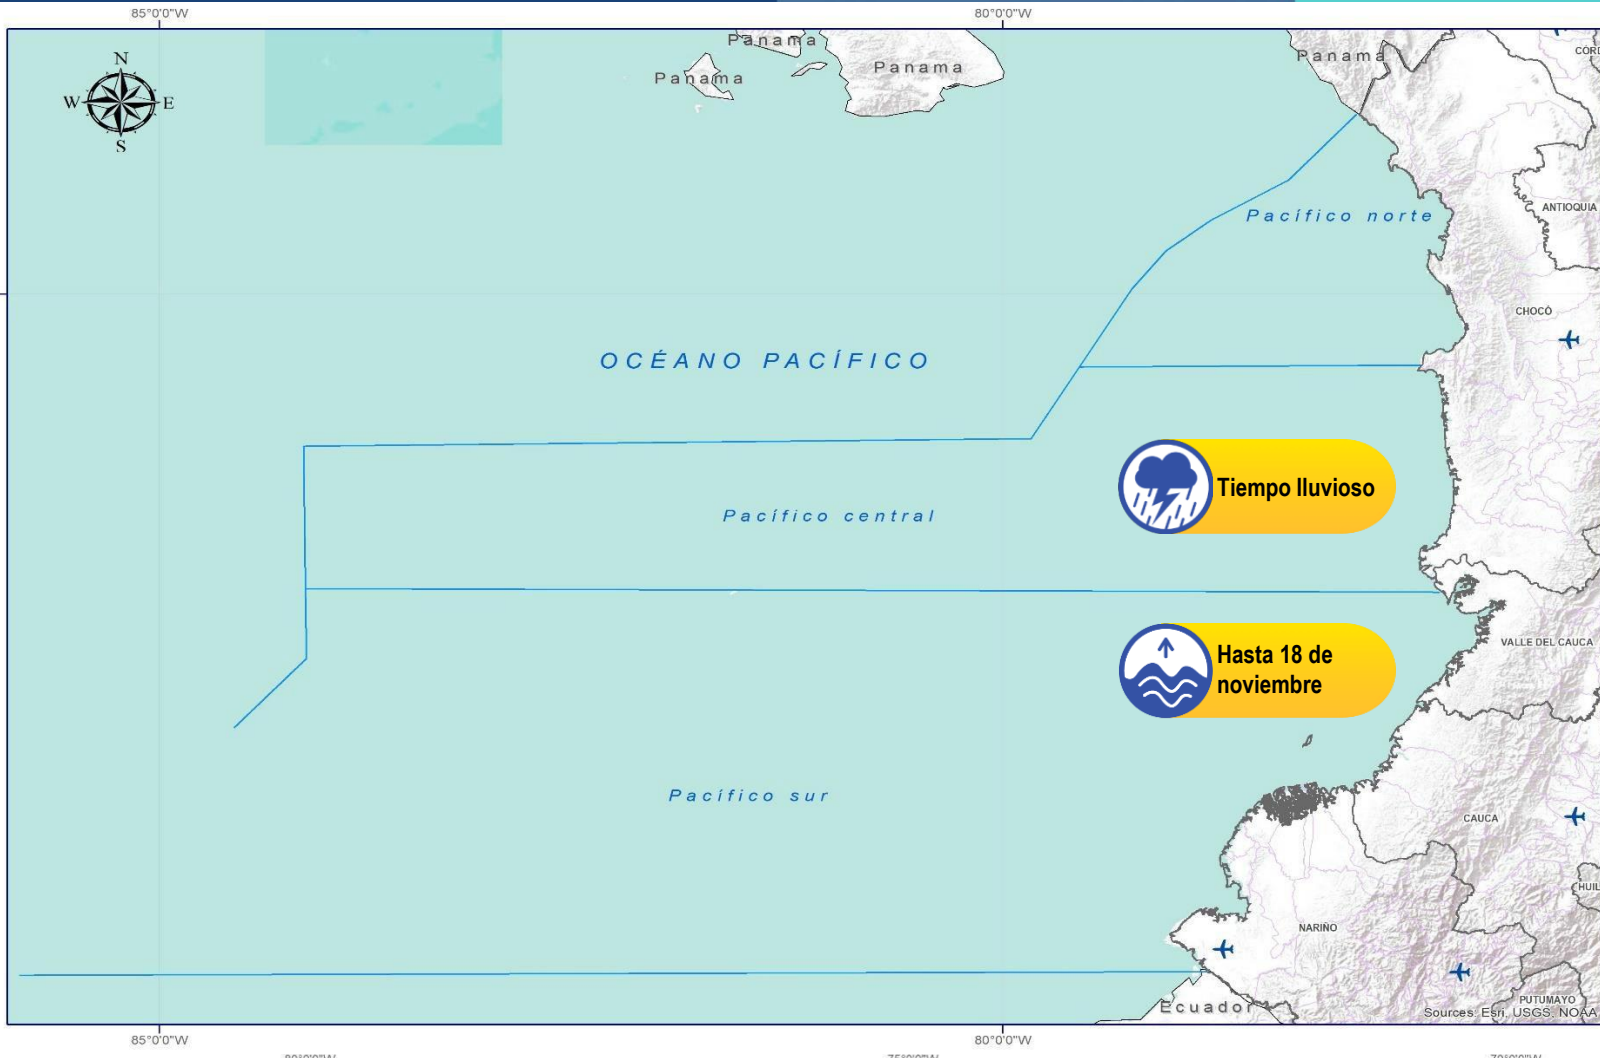 85°0'0"W
80°0'0"W
N
W
E
S
Panama
Panama
Panama
Panama
Pacífico norte
ANTIOQUIA
CHOCÓ
OCÉANO PACÍFICO
Tiempo lluvioso
Pacífico central
VALLE DEL CAUCA
Hasta 18 de
noviembre
Pacífico sur
CAUCA
NARIÑO
PUTUMAYO
Ecuador
Sources: Esri, USGS, NOAA
85°0'0"W
80°0'0"W